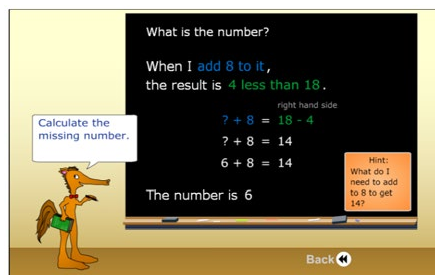 What is the number?
When I add 8 to it,
the result is 4 less than 18.
right hand side
? + 8 = 18 - 4
? + 8 = 14
6 + 8 = 14
The number is 6
Calculate the
missing number.
Hint:
What do I
need to add
to 8 to get
14?
Back